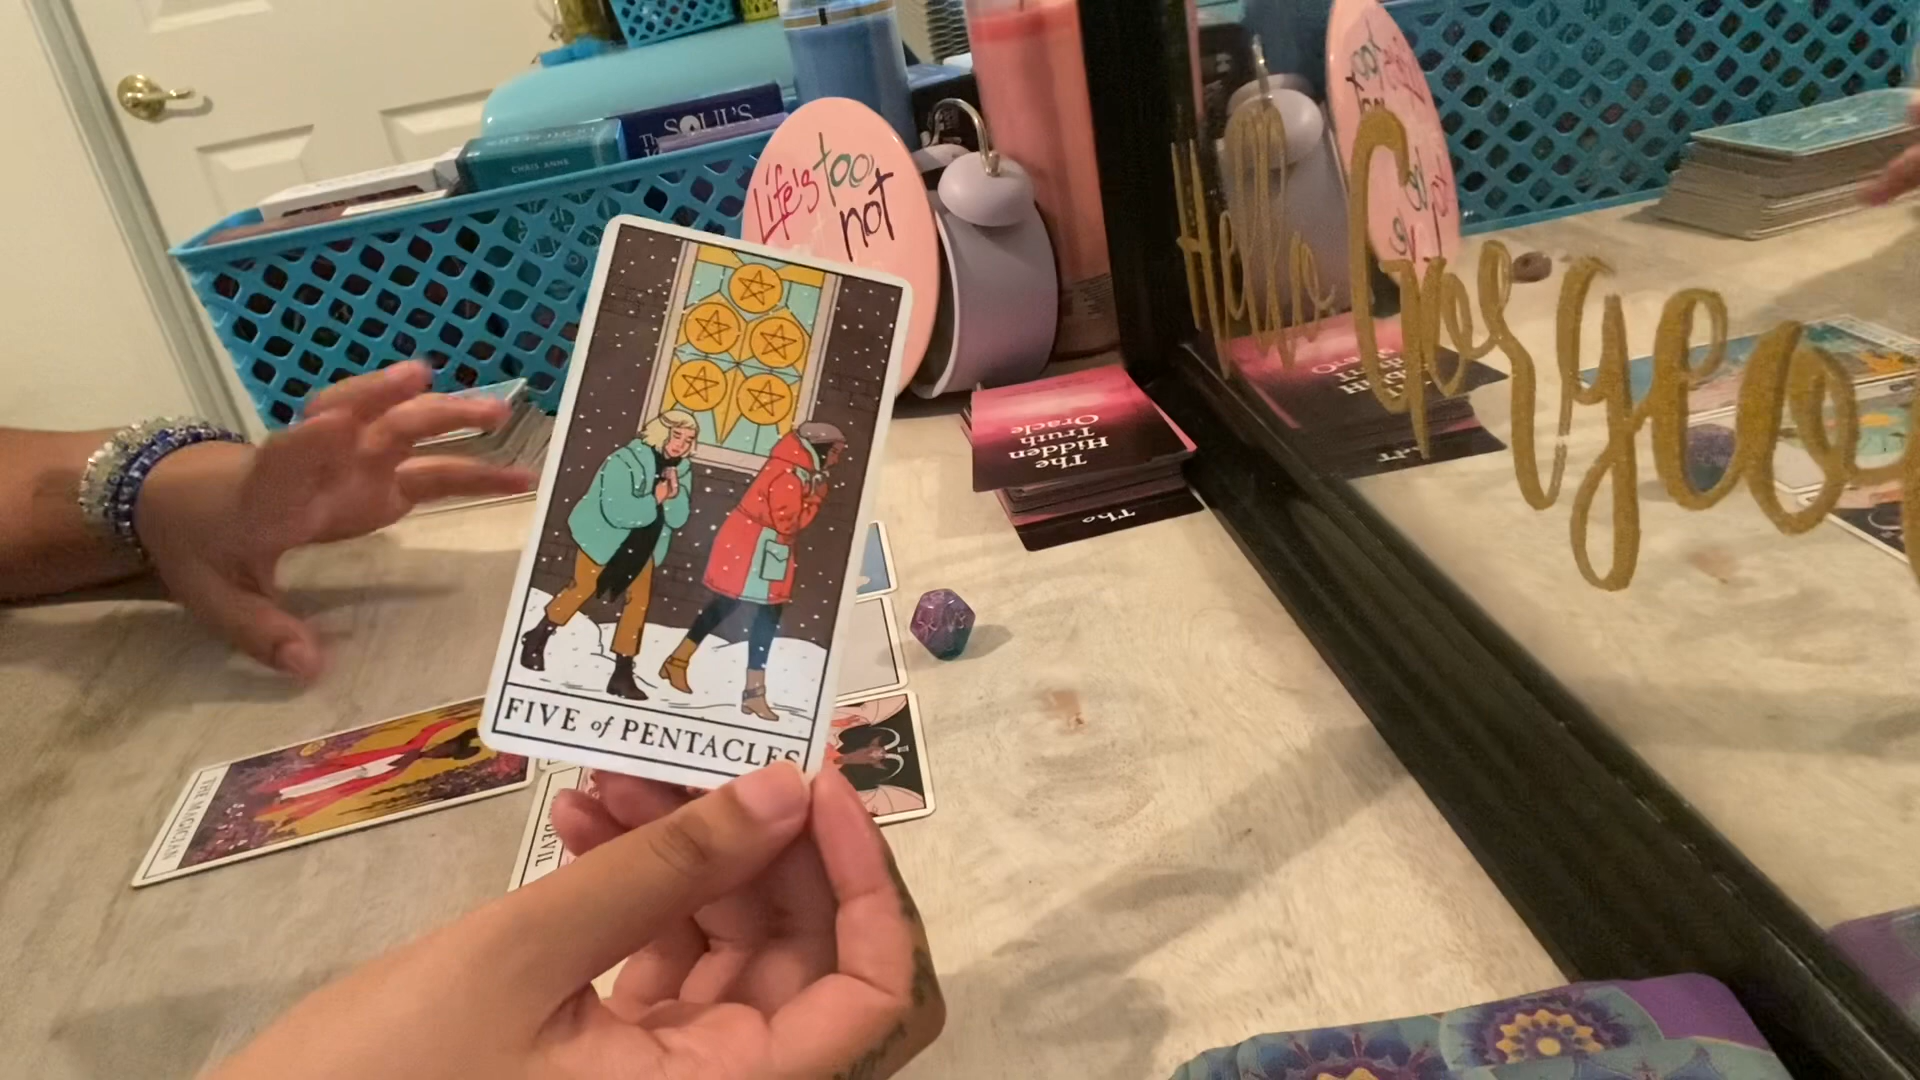 THE SOUL'S
CHRIS ANNE
Life's too
not
Hello Gorgeo
The
Hidden
Truth
Oracle
The
FIVE of PENTACLES
THE MAGICIAN
DEVIL